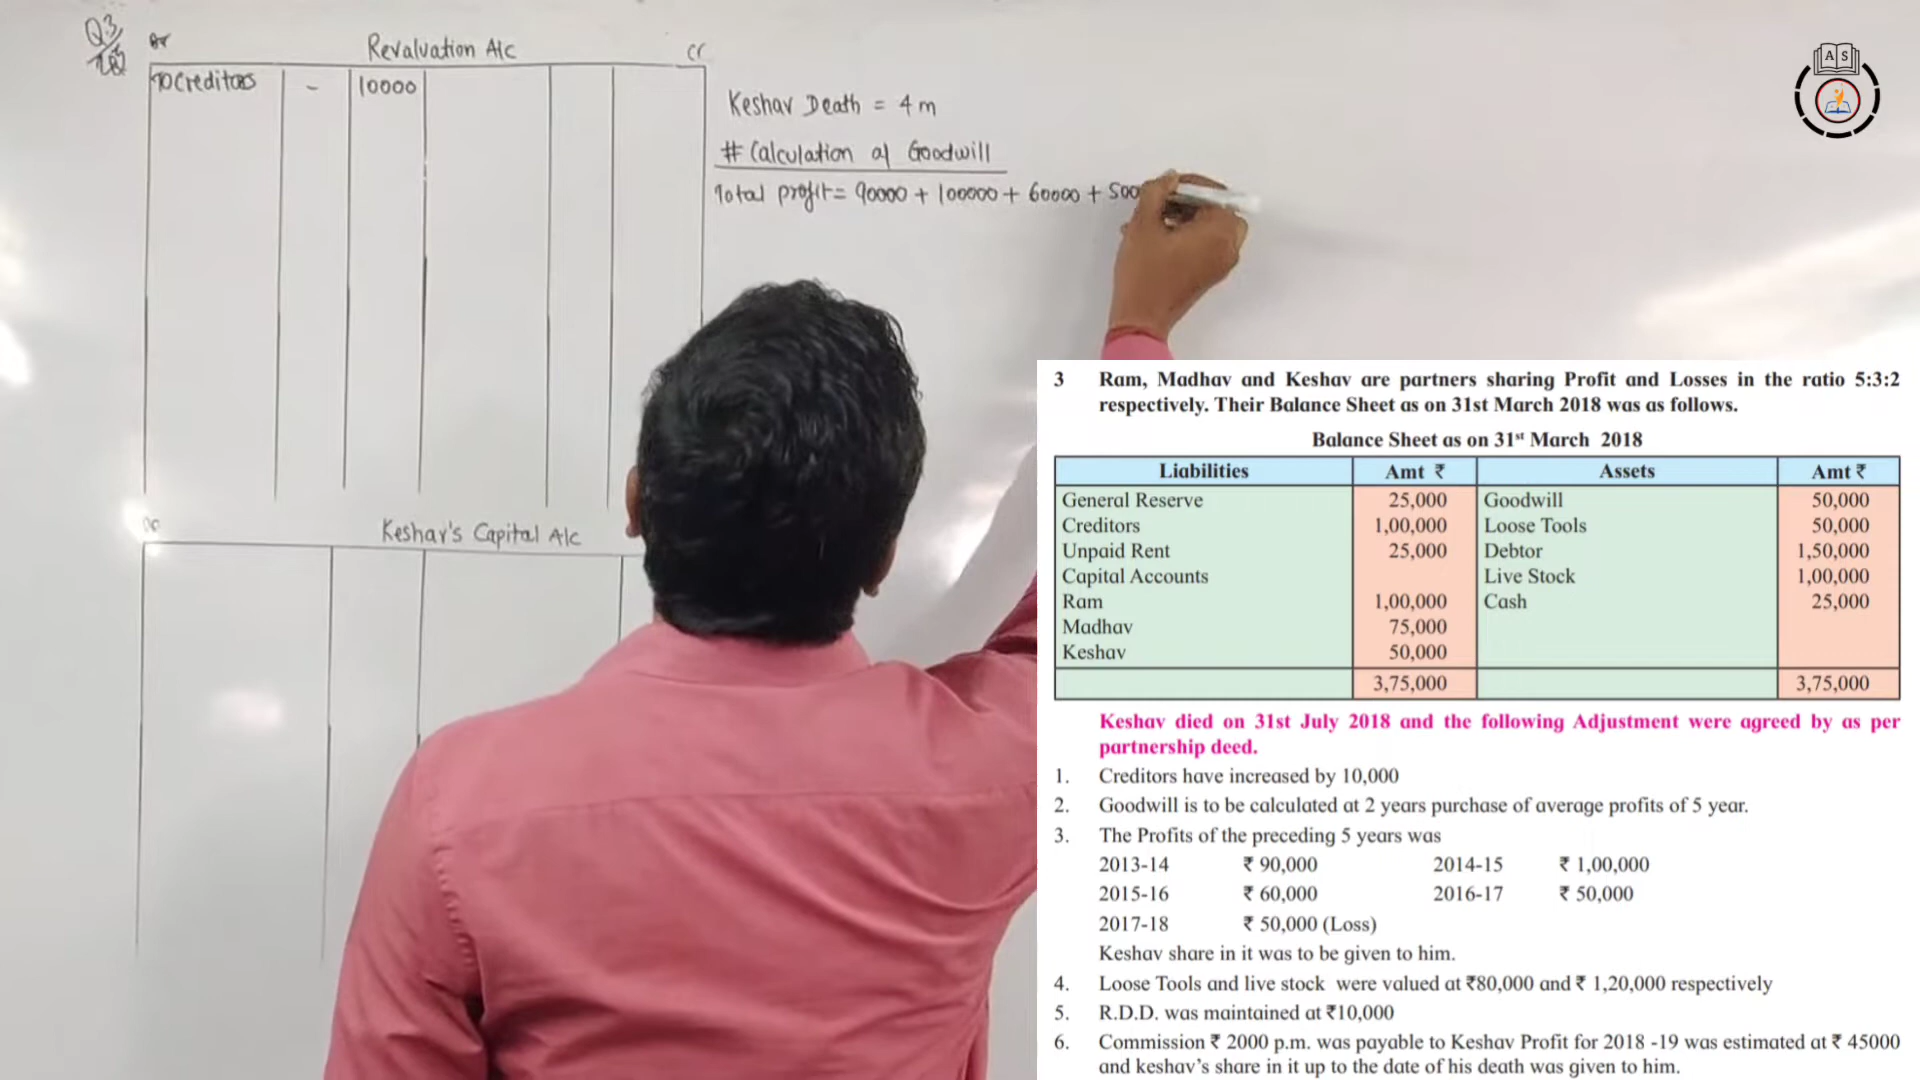 Q3
Dr Revaluation A/c Cr
To Creditors - 10000
Keshav Death = 4 m
# Calculation of Goodwill
Total profit = 90000 + 100000 + 60000 + 500
Keshav's Capital A/c
A S
3 Ram, Madhav and Keshav are partners sharing Profit and Losses in the ratio 5:3:2
respectively. Their Balance Sheet as on 31st March 2018 was as follows.
Balance Sheet as on 31st March 2018
Liabilities Amt ₹ Assets Amt ₹
General Reserve 25,000 Goodwill 50,000
Creditors 1,00,000 Loose Tools 50,000
Unpaid Rent 25,000 Debtor 1,50,000
Capital Accounts Live Stock 1,00,000
Ram 1,00,000 Cash 25,000
Madhav 75,000
Keshav 50,000
3,75,000 3,75,000
Keshav died on 31st July 2018 and the following Adjustment were agreed by as per
partnership deed.
1. Creditors have increased by 10,000
2. Goodwill is to be calculated at 2 years purchase of average profits of 5 year.
3. The Profits of the preceding 5 years was
2013-14 ₹ 90,000 2014-15 ₹ 1,00,000
2015-16 ₹ 60,000 2016-17 ₹ 50,000
2017-18 ₹ 50,000 (Loss)
Keshav share in it was to be given to him.
4. Loose Tools and live stock were valued at ₹80,000 and ₹ 1,20,000 respectively
5. R.D.D. was maintained at ₹10,000
6. Commission ₹ 2000 p.m. was payable to Keshav Profit for 2018 -19 was estimated at ₹ 45000
and keshav's share in it up to the date of his death was given to him.